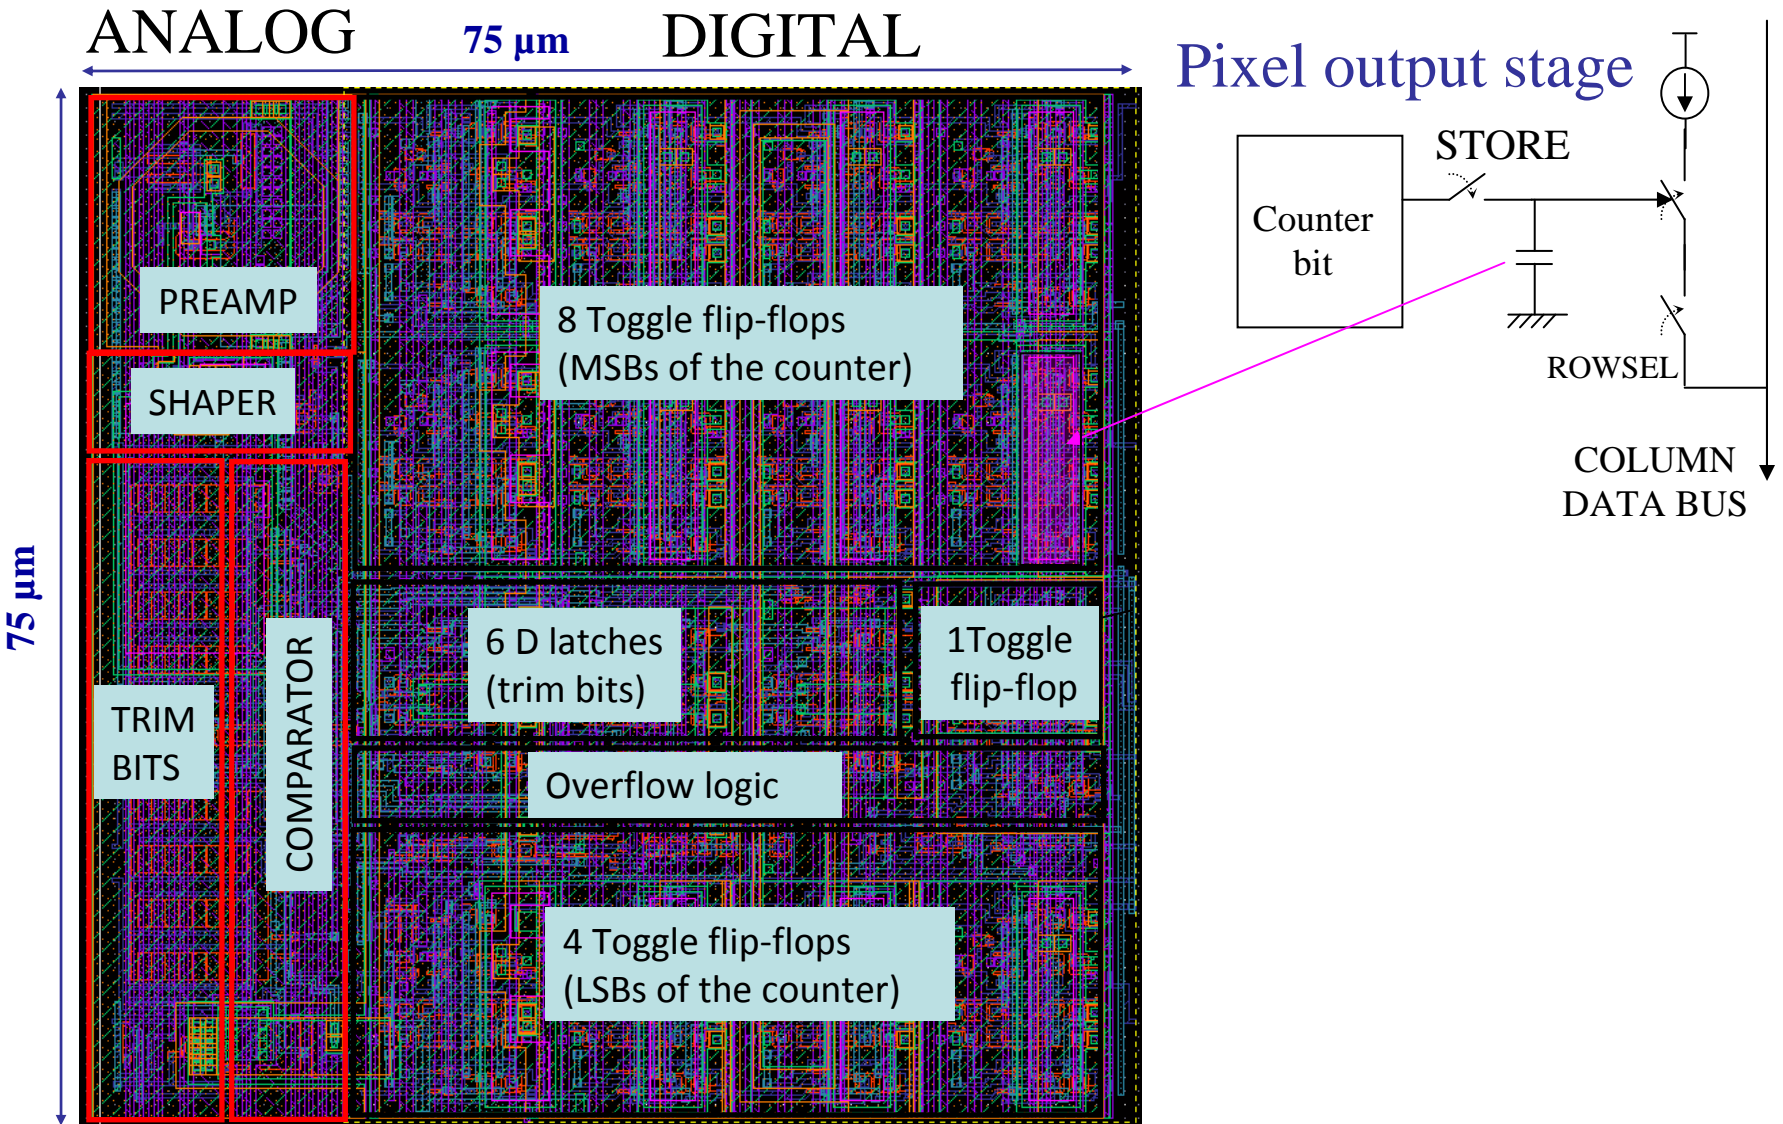 ANALOG
75 µm
DIGITAL
Pixel output stage
75 µm
PREAMP
SHAPER
TRIM
BITS
COMPARATOR
8 Toggle flip-flops
(MSBs of the counter)
6 D latches
(trim bits)
1Toggle
flip-flop
Overflow logic
4 Toggle flip-flops
(LSBs of the counter)
Counter
bit
STORE
ROWSEL
COLUMN
DATA BUS